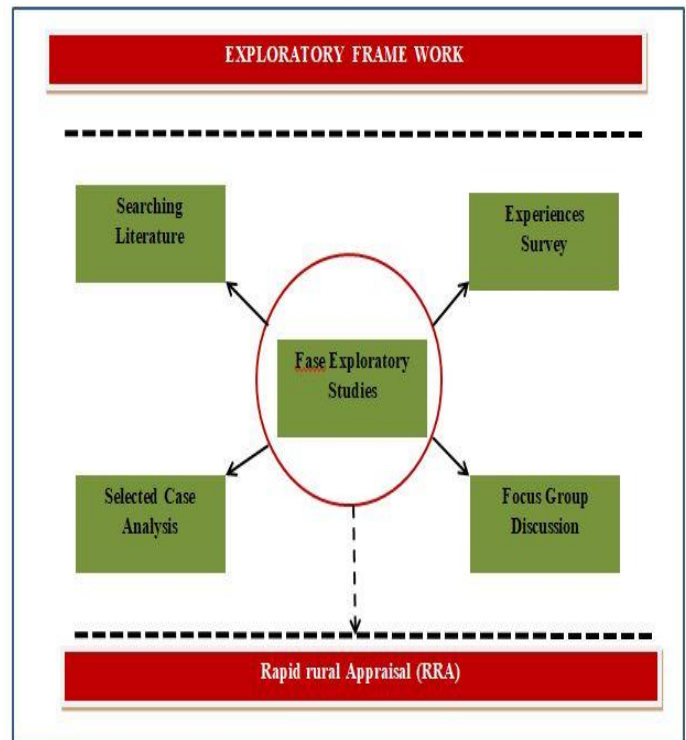 EXPLORATORY FRAME WORK
Searching
Literature
Experiences
Survey
Fase Exploratory
Studies
Selected Case
Analysis
Focus Group
Discussion
Rapid rural Appraisal (RRA)